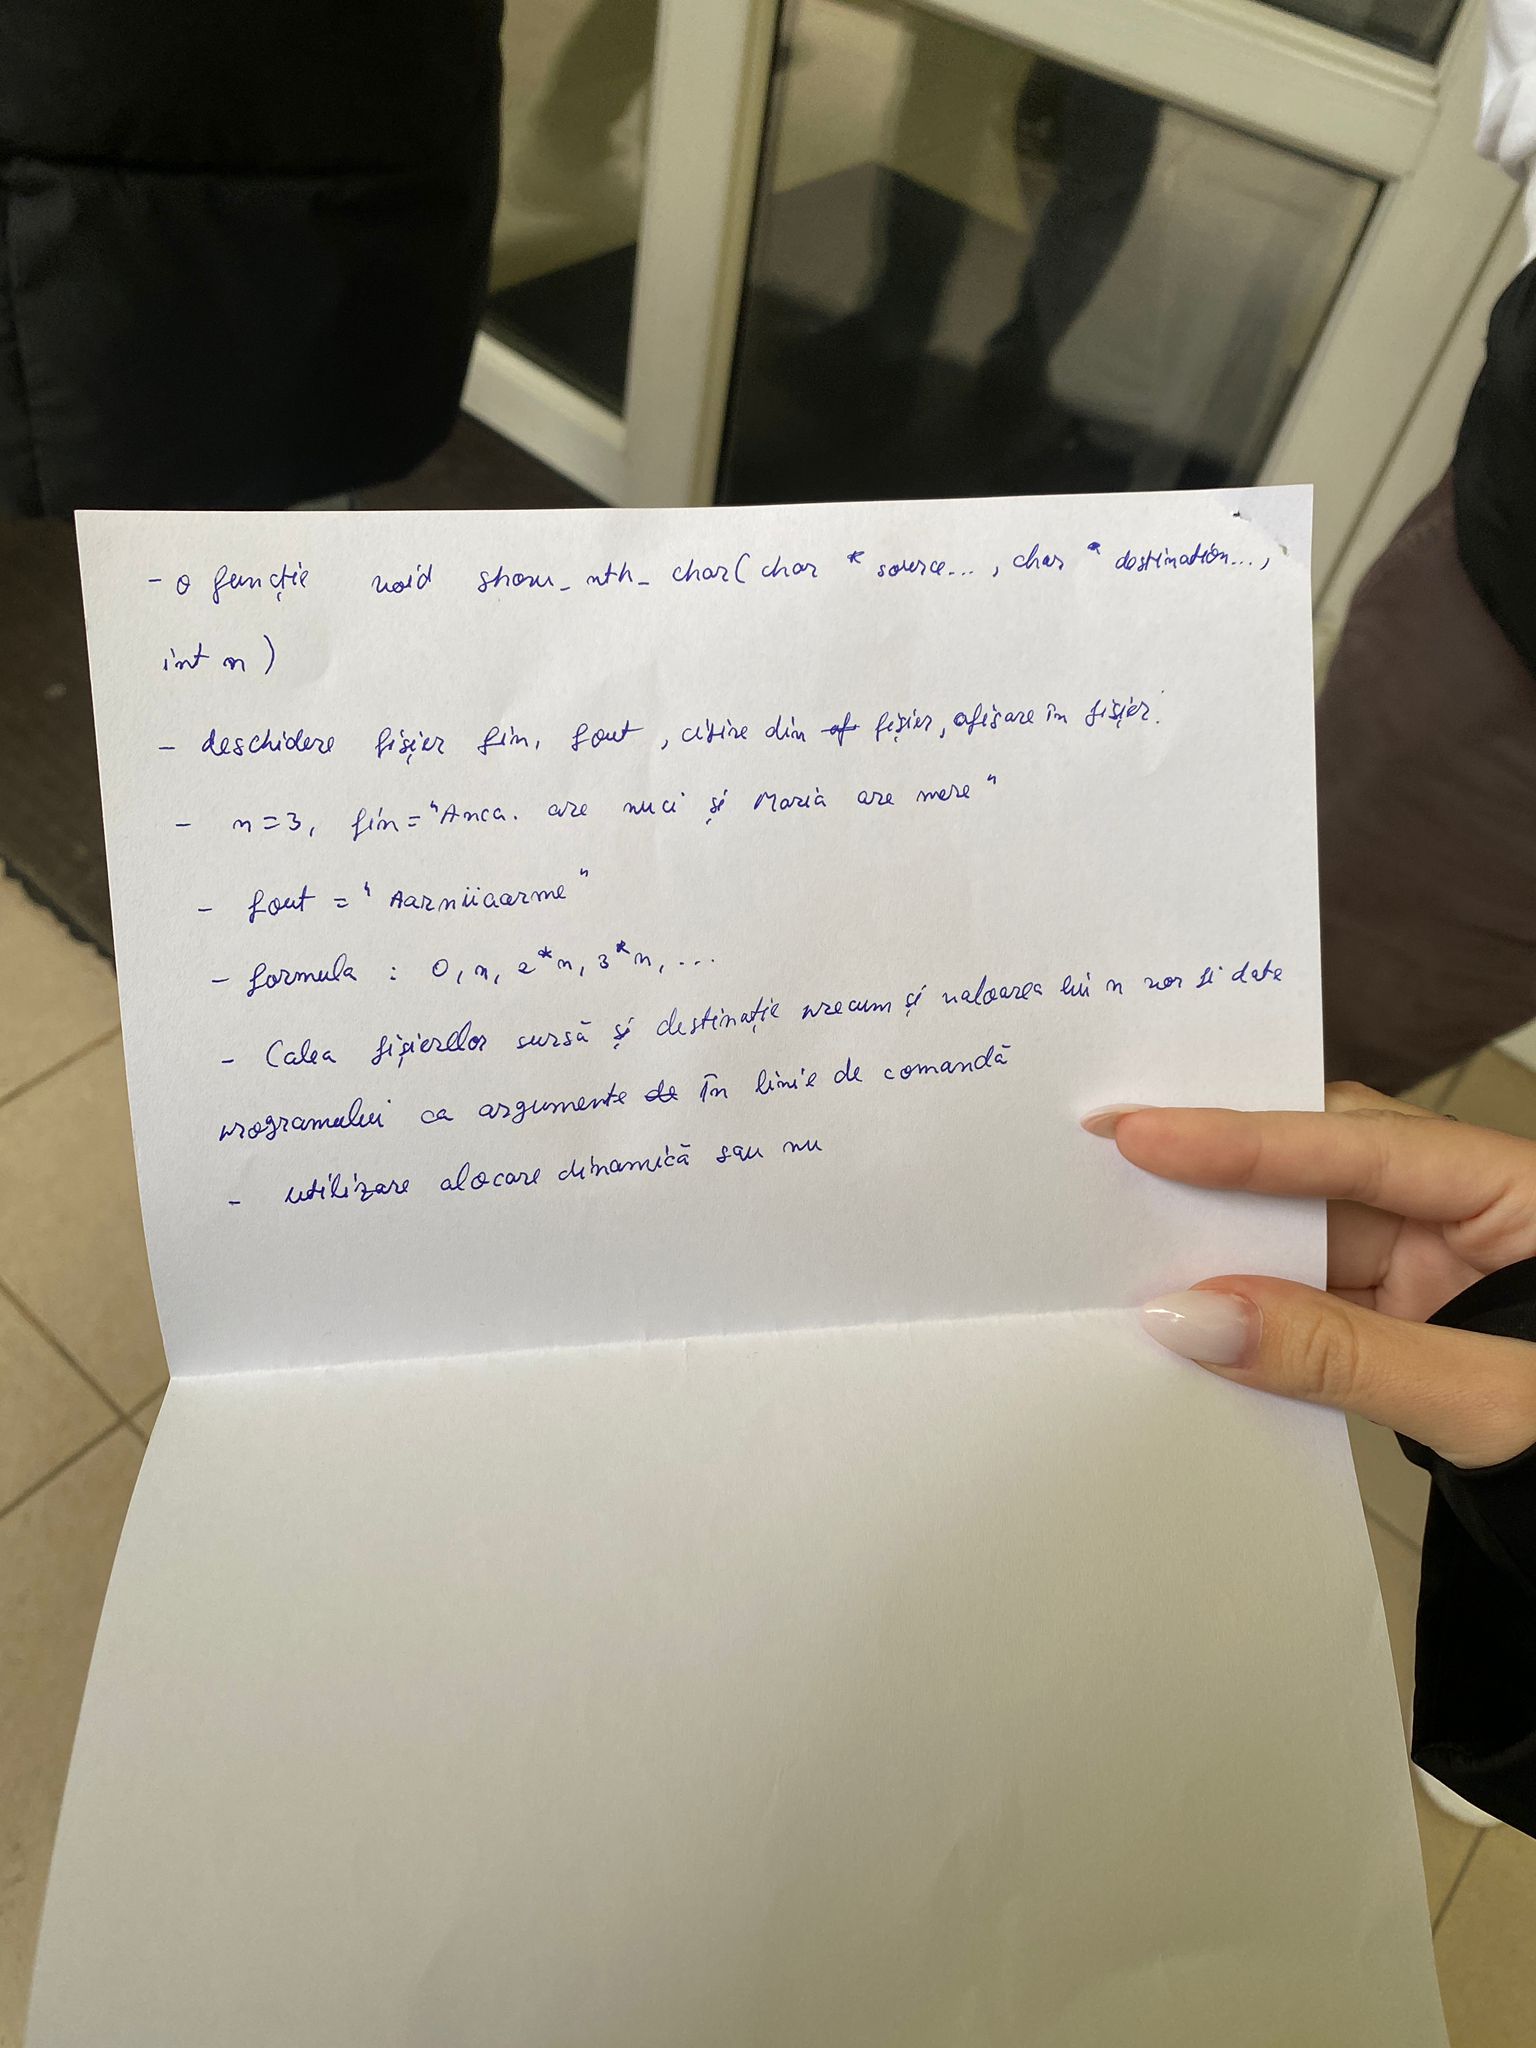 - o funcție void show_nth_char(char * source..., char * destination...,
int n)
- deschidere fișier fin, fout, citire din fișier, afișare în fișier.
- n=3, fin="Anca. are nuci și Maria are mere"
- fout = "Aarniiaarme"
- formula : 0, n, 2*n, 3*n, ...
- Calea fișierelor sursă și destinație precum și valoarea lui n vor fi date
programului ca argumente în linie de comandă
- utilizare alocare dinamică sau nu